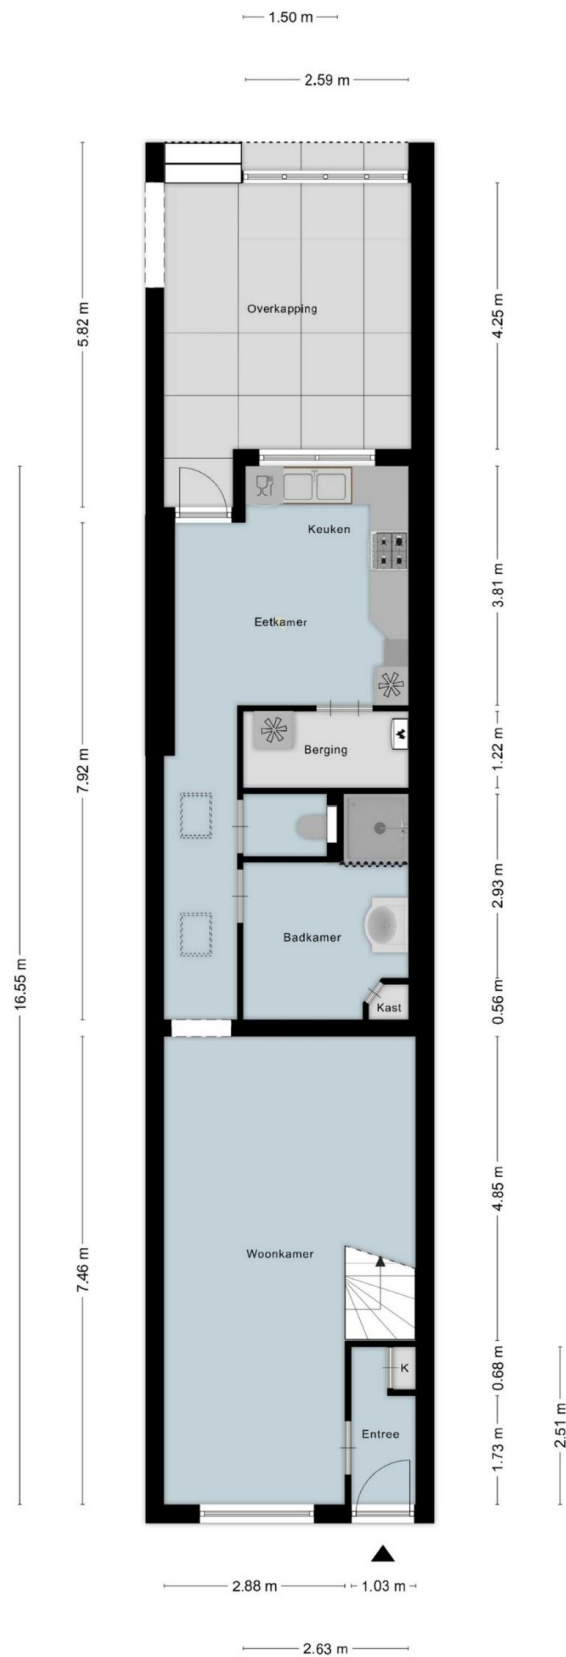 1.50 m
2.59 m
5.82 m
4.25 m
Overkapping
Keuken
Eetkamer
3.81 m
Berging
1.22 m
7.92 m
2.93 m
Badkamer
16.55 m
0.56 m
Kast
4.85 m
Woonkamer
7.46 m
0.68 m
K
Entree
1.73 m
2.51 m
2.88 m
1.03 m
2.63 m